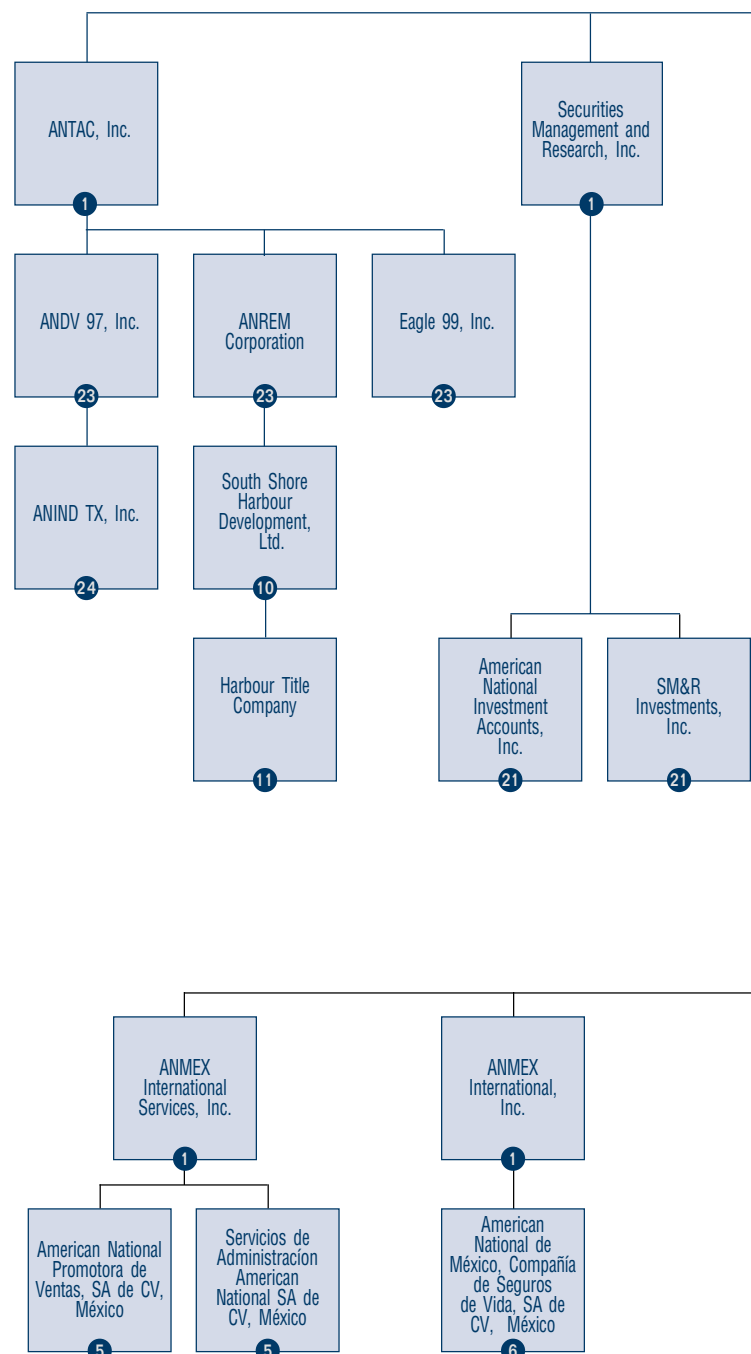 ANTAC, Inc.
1
Securities
Management and
Research, Inc.
1
ANDV 97, Inc.
23
ANREM
Corporation
23
Eagle 99, Inc.
23
ANIND TX, Inc.
24
South Shore
Harbour
Development,
Ltd.
10
Harbour Title
Company
11
American
National
Investment
Accounts,
Inc.
21
SM&R
Investments,
Inc.
21
ANMEX
International
Services, Inc.
1
ANMEX
International,
Inc.
1
American National
Promotora de
Ventas, SA de CV,
México
5
Servicios de
Administracíon
American
National SA de
CV, México
5
American
National de
México, Compañía
de Seguros
de Vida, SA de
CV, México
6